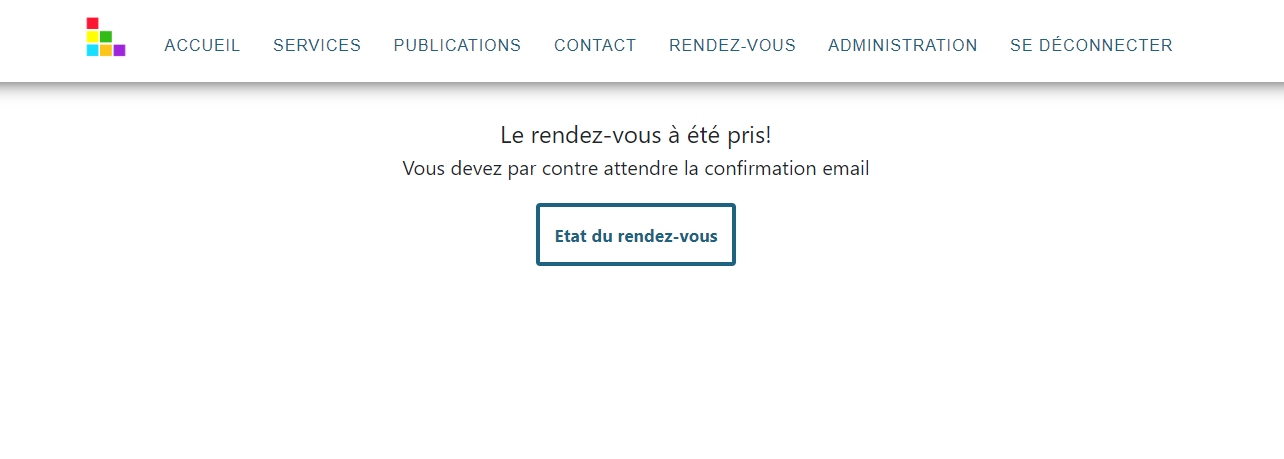 ACCUEIL SERVICES PUBLICATIONS CONTACT RENDEZ-VOUS ADMINISTRATION SE DÉCONNECTER
Le rendez-vous à été pris!
Vous devez par contre attendre la confirmation email
Etat du rendez-vous